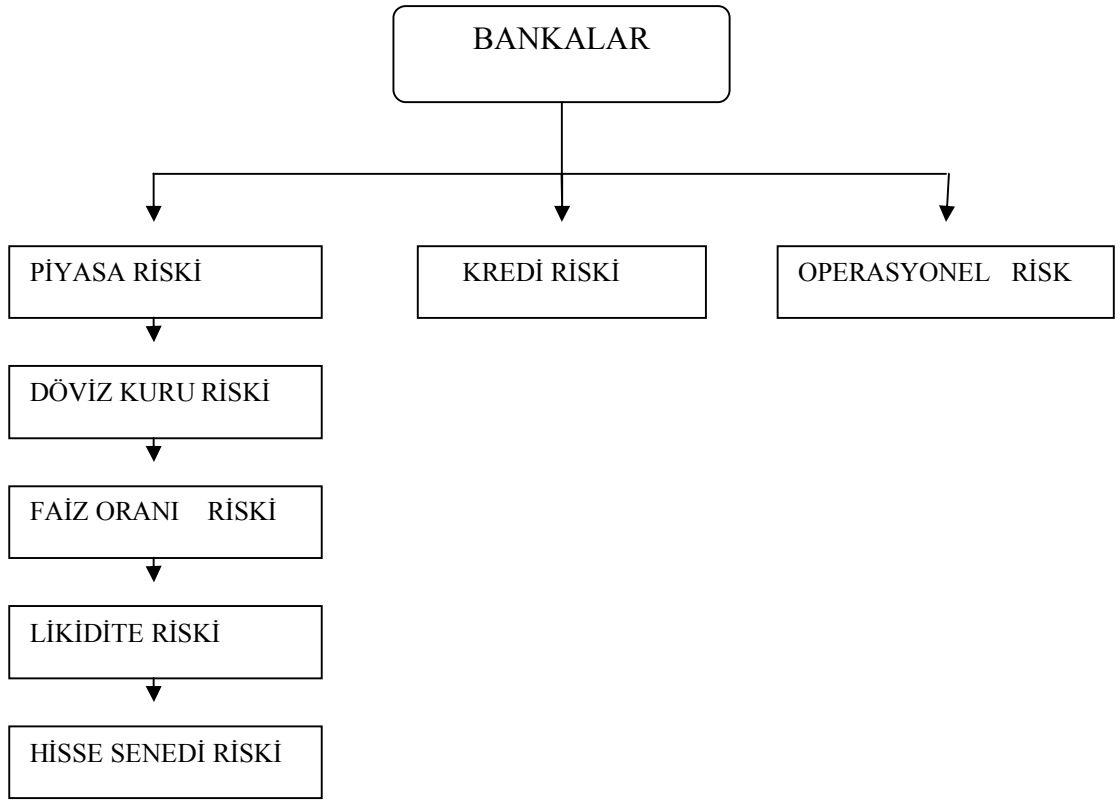 BANKALAR
PİYASA RİSKİ
KREDİ RİSKİ
OPERASYONEL RİSK
DÖVİZ KURU RİSKİ
FAİZ ORANI RİSKİ
LİKİDİTE RİSKİ
HİSSE SENEDİ RİSKİ